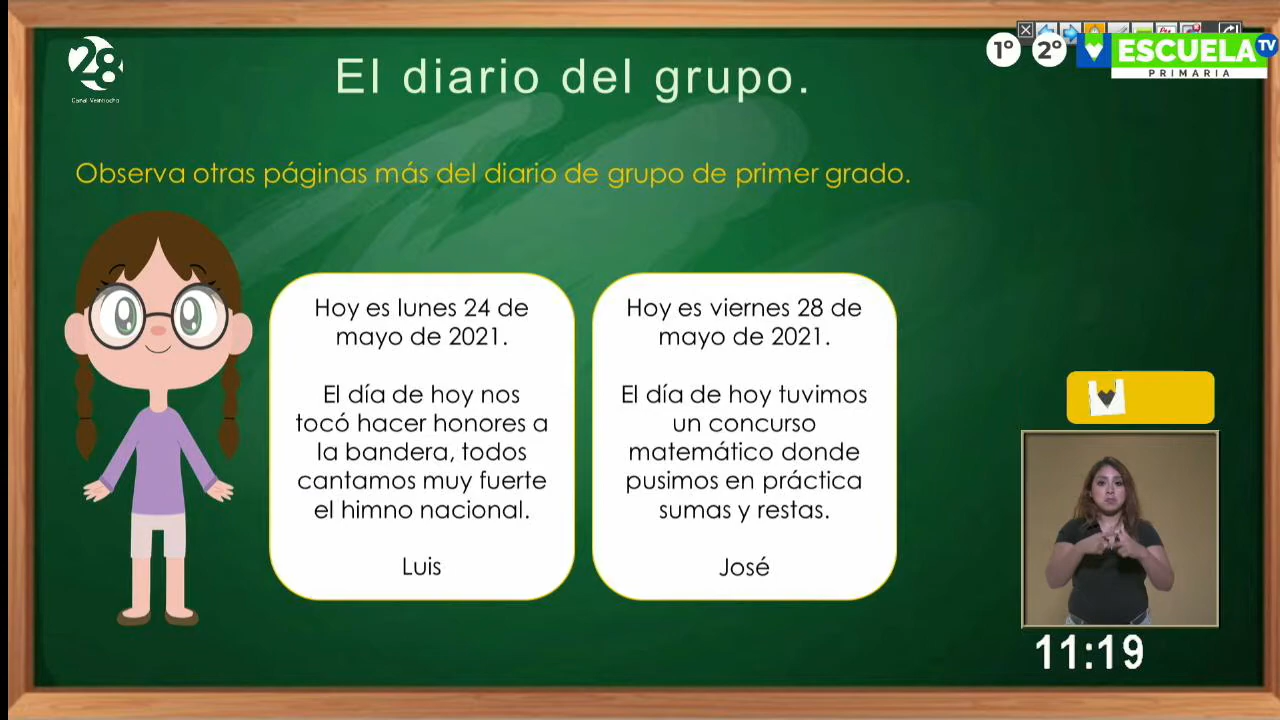 28
Canal Veintiocho
1° 2° ESCUELA TV
PRIMARIA
El diario del grupo.
Observa otras páginas más del diario de grupo de primer grado.
Hoy es lunes 24 de
mayo de 2021.
El día de hoy nos
tocó hacer honores a
la bandera, todos
cantamos muy fuerte
el himno nacional.
Luis
Hoy es viernes 28 de
mayo de 2021.
El día de hoy tuvimos
un concurso
matemático donde
pusimos en práctica
sumas y restas.
José
11:19